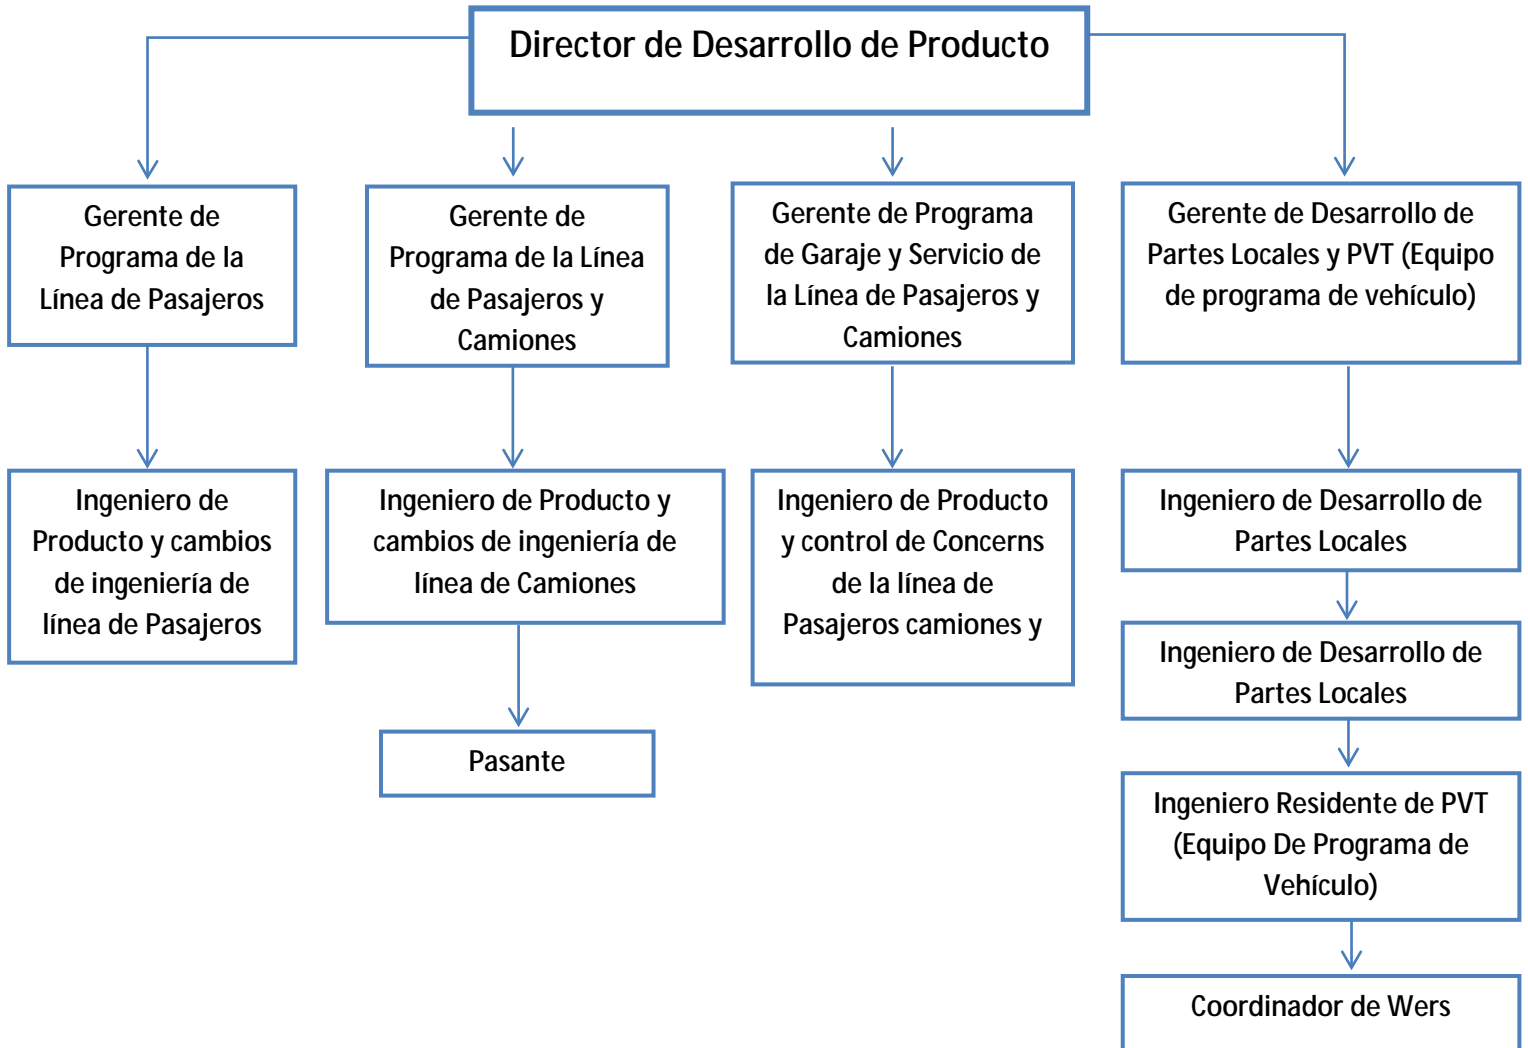 Director de Desarrollo de Producto
Gerente de
Programa de la
Línea de Pasajeros
Gerente de
Programa de la Línea
de Pasajeros y
Camiones
Gerente de Programa
de Garaje y Servicio de
la Línea de Pasajeros y
Camiones
Gerente de Desarrollo de
Partes Locales y PVT (Equipo
de programa de vehículo)
Ingeniero de
Producto y cambios
de ingeniería de
línea de Pasajeros
Ingeniero de Producto y
cambios de ingeniería de
línea de Camiones
Ingeniero de Producto
y control de Concerns
de la línea de
Pasajeros camiones y
Ingeniero de Desarrollo de
Partes Locales
Ingeniero de Desarrollo de
Partes Locales
Pasante
Ingeniero Residente de PVT
(Equipo De Programa de
Vehículo)
Coordinador de Wers